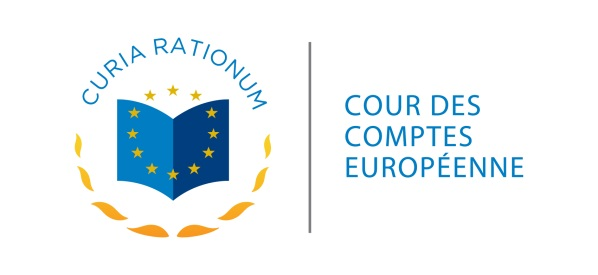 CURIA RATIONUM
COUR DES
COMPTES
EUROPÉENNE